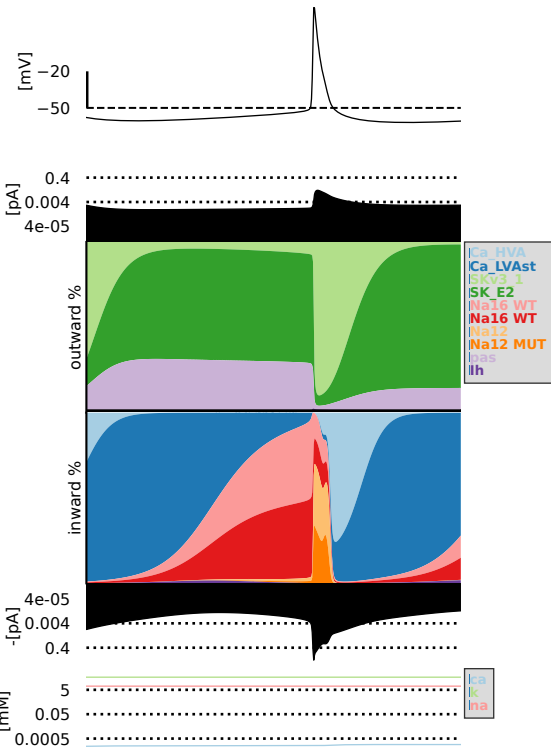 [mV]
−20
−50
[pA]
0.4
0.004
4e-05
outward %
Ca_HVA
Ca_LVAst
SKv3_1
SK_E2
Na16 WT
Na16 WT
Na12
Na12 MUT
pas
Ih
inward %
-[pA]
4e-05
0.004
0.4
[mM]
5
0.05
0.0005
ca
k
na